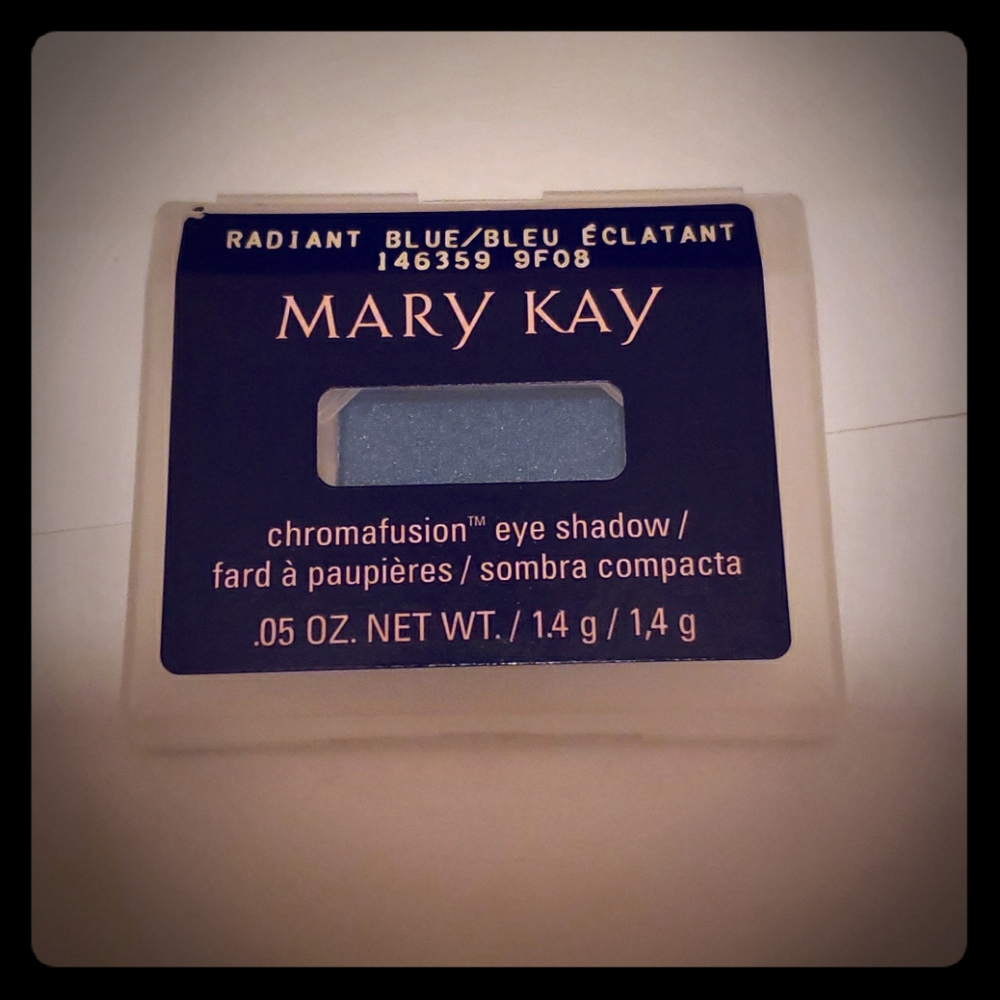 RADIANT BLUE/BLEU ÉCLATANT
146359 9F08
MARY KAY
chromafusion™ eye shadow /
fard à paupières / sombra compacta
.05 OZ. NET WT. / 1.4 g / 1,4 g